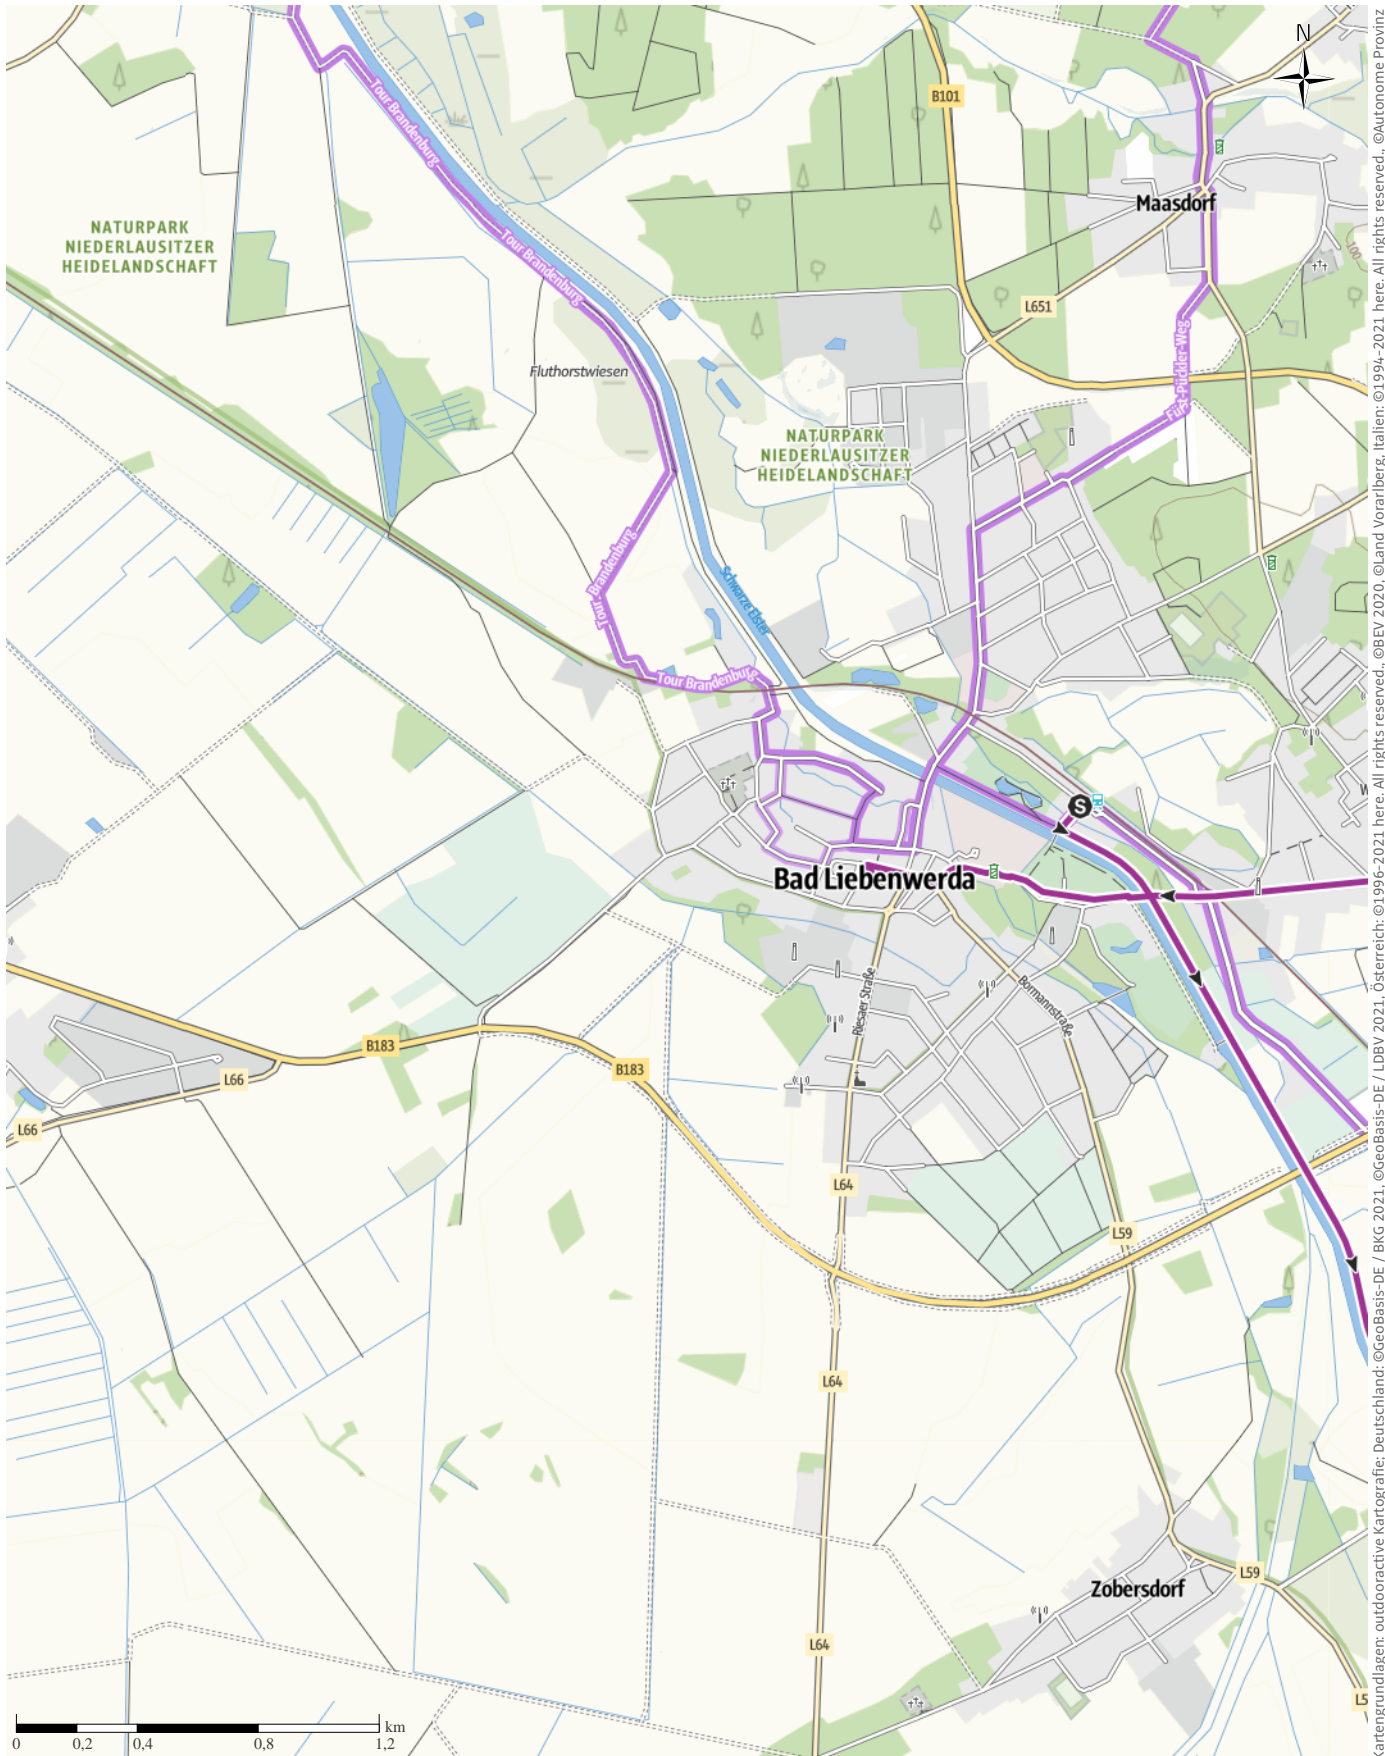 N
B101
Tour Brandenburg
Maasdorf
NATURPARK
NIEDERLAUSITZER
HEIDELANDSCHAFT
Tour Brandenburg
100
L651
Fürst-Pückler-Weg
Fluthorstwiesen
NATURPARK
NIEDERLAUSITZER
HEIDELANDSCHAFT
Tour Brandenburg
Schwarze Elster
Tour Brandenburg
S
W
Bad Liebenwerda
Riesaer Straße
Bormannstraße
B183
B183
L66
L66
L64
L59
L64
Zobersdorf
L59
L64
L5
km
0 0,2 0,4 0,8 1,2
artengrundlagen: outdooractive Kartografie; Deutschland: ©GeoBasis-DE / BKG 2021, ©GeoBasis-DE / LDBV 2021, Österreich: ©1996-2021 here. All rights reserved., ©BEV 2020, ©Land Vorarlberg, Italien: ©1994-2021 here. All rights reserved., ©Autonome Provinz